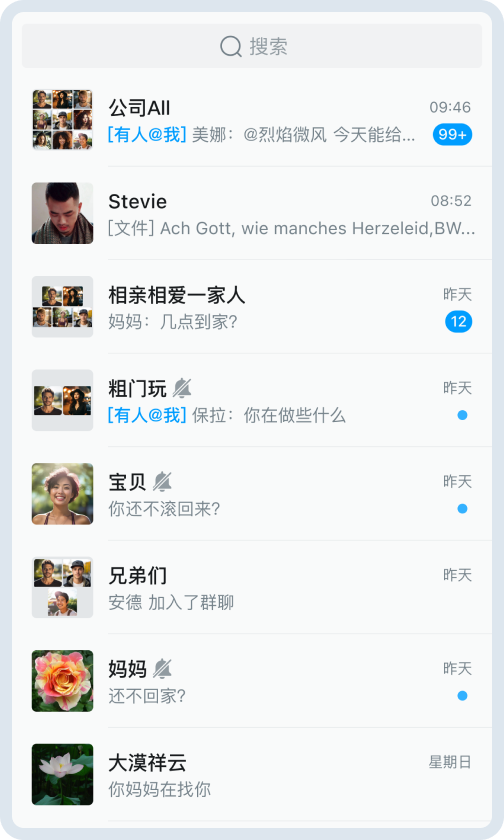 搜索
公司All 09:46
[有人@我] 美娜：@烈焰微风 今天能给... 99+
Stevie 08:52
[文件] Ach Gott, wie manches Herzeleid,BW...
相亲相爱一家人 昨天
妈妈：几点到家? 12
粗门玩 昨天
[有人@我] 保拉：你在做些什么
宝贝 昨天
你还不滚回来?
兄弟们 昨天
安德 加入了群聊
妈妈 昨天
还不回家?
大漠祥云 星期日
你妈妈在找你